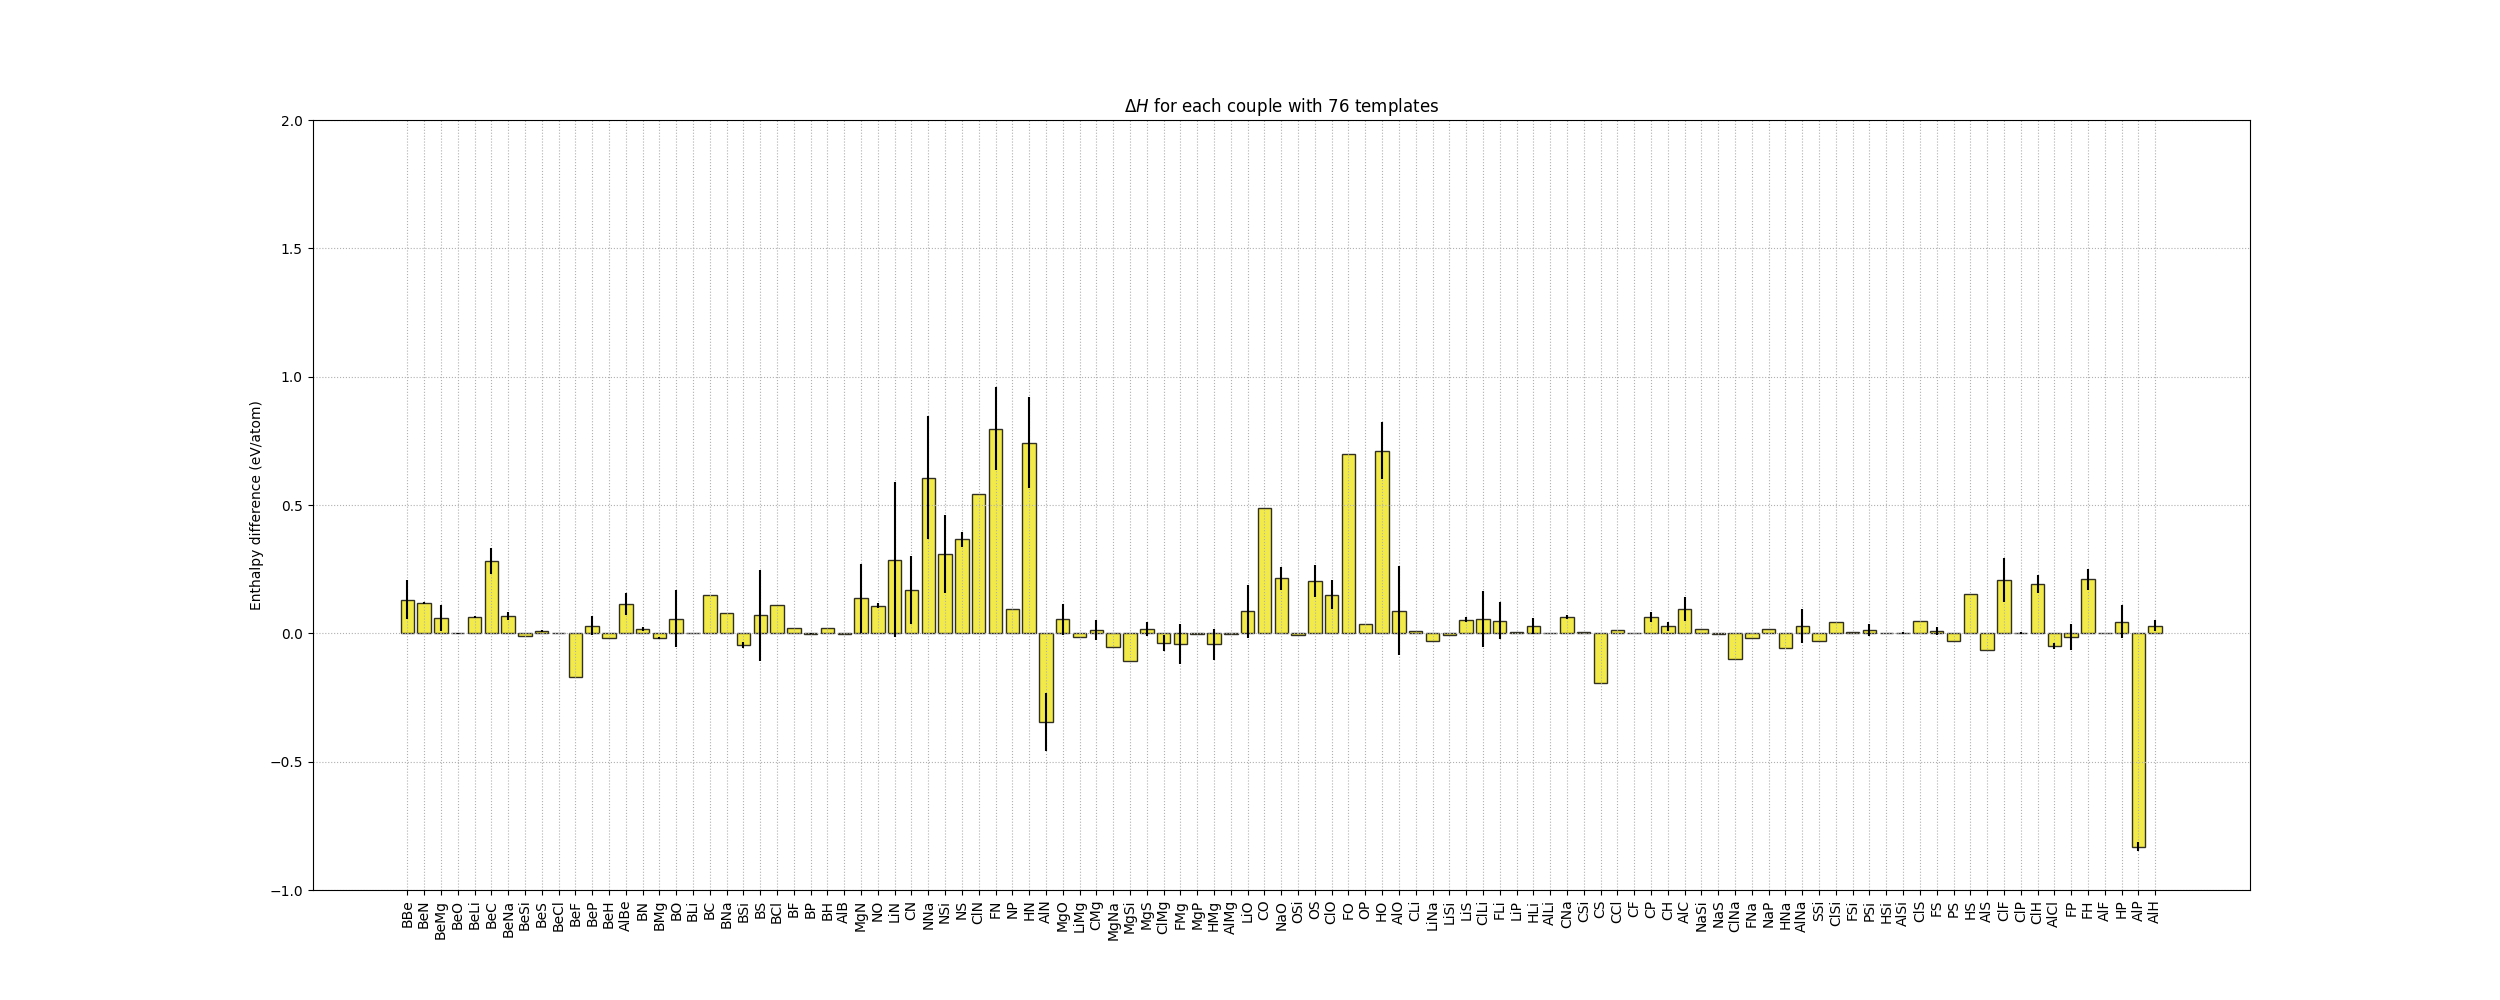 ΔH for each couple with 76 templates
Enthalpy difference (eV/atom)
2.0
1.5
1.0
0.5
0.0
−0.5
−1.0
BBe BeN BeMg BeO BeLi BeC BeNa BeSi BeS BeCl BeF BeP BeH AlBe BN BMg BO BLi BC BNa BSi BS BCl BF BP BH AlB MgN NO LiN CN NNa NSi NS ClN FN NP HN AlN MgO LiMg CMg MgNa MgSi MgS ClMg FMg MgP HMg AlMg LiO CO NaO OSi OS ClO FO OP HO AlO CLi LiNa LiSi LiS ClLi FLi LiP HLi AlLi CNa CSi CS CCl CF CP CH AlC NaSi NaS ClNa FNa NaP HNa AlNa SSi ClSi FSi PSi HSi AlSi ClS FS PS HS AlS ClF ClP ClH AlCl FP FH AlF HP AlP AlH